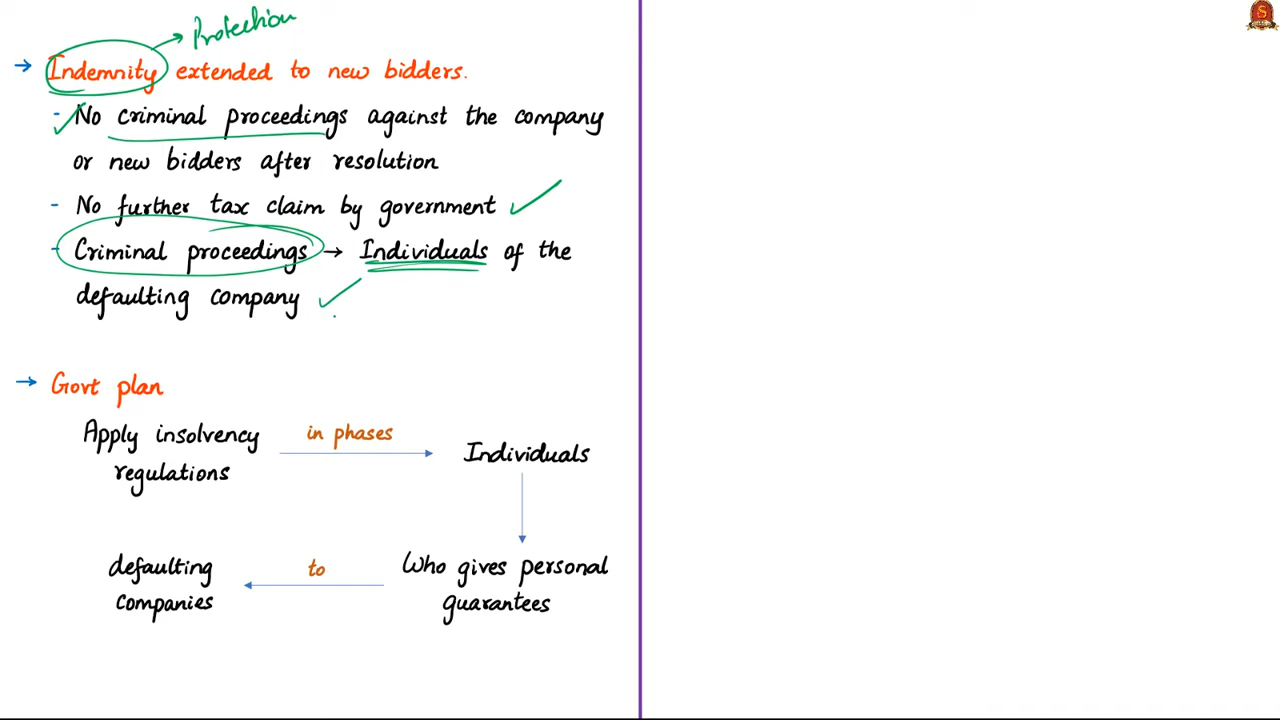 Protection
→ Indemnity extended to new bidders.
- No criminal proceedings against the company
or new bidders after resolution
- No further tax claim by government
- Criminal proceedings → Individuals of the
defaulting company
→ Govt plan
Apply insolvency
regulations
in phases
Individuals
Who gives personal
guarantees
to
defaulting
companies